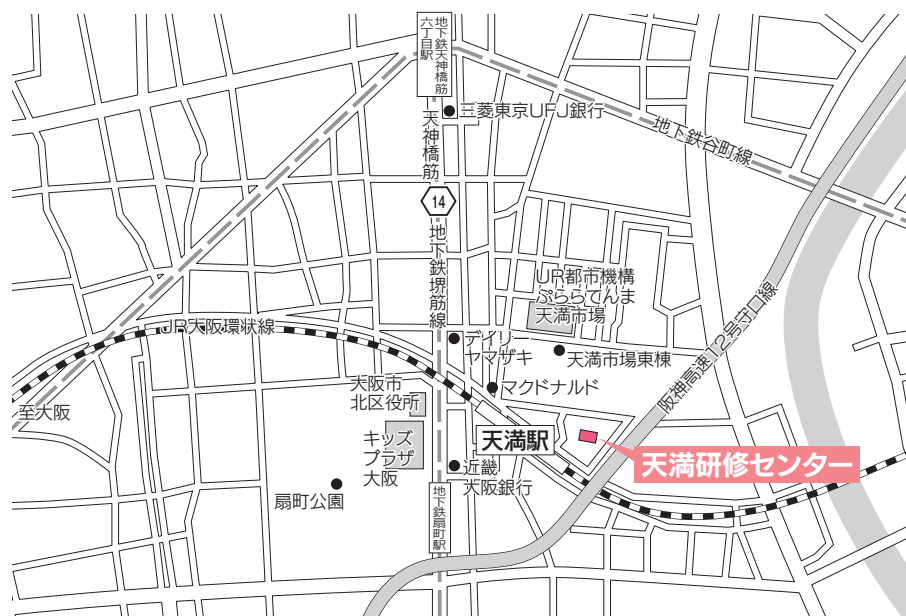 地下鉄天神橋筋
六丁目駅
三菱東京UFJ銀行
天神橋筋
地下鉄谷町線
14
地下鉄堺筋線
UR都市機構
ぷららてんま
天満市場
阪神高速12号守口線
JR大阪環状線
デイリー
ヤマザキ
天満市場東棟
大阪市
北区役所
マクドナルド
至大阪
キッズ
プラザ
大阪
天満駅
天満研修センター
近畿
大阪銀行
扇町公園
地下鉄扇町駅